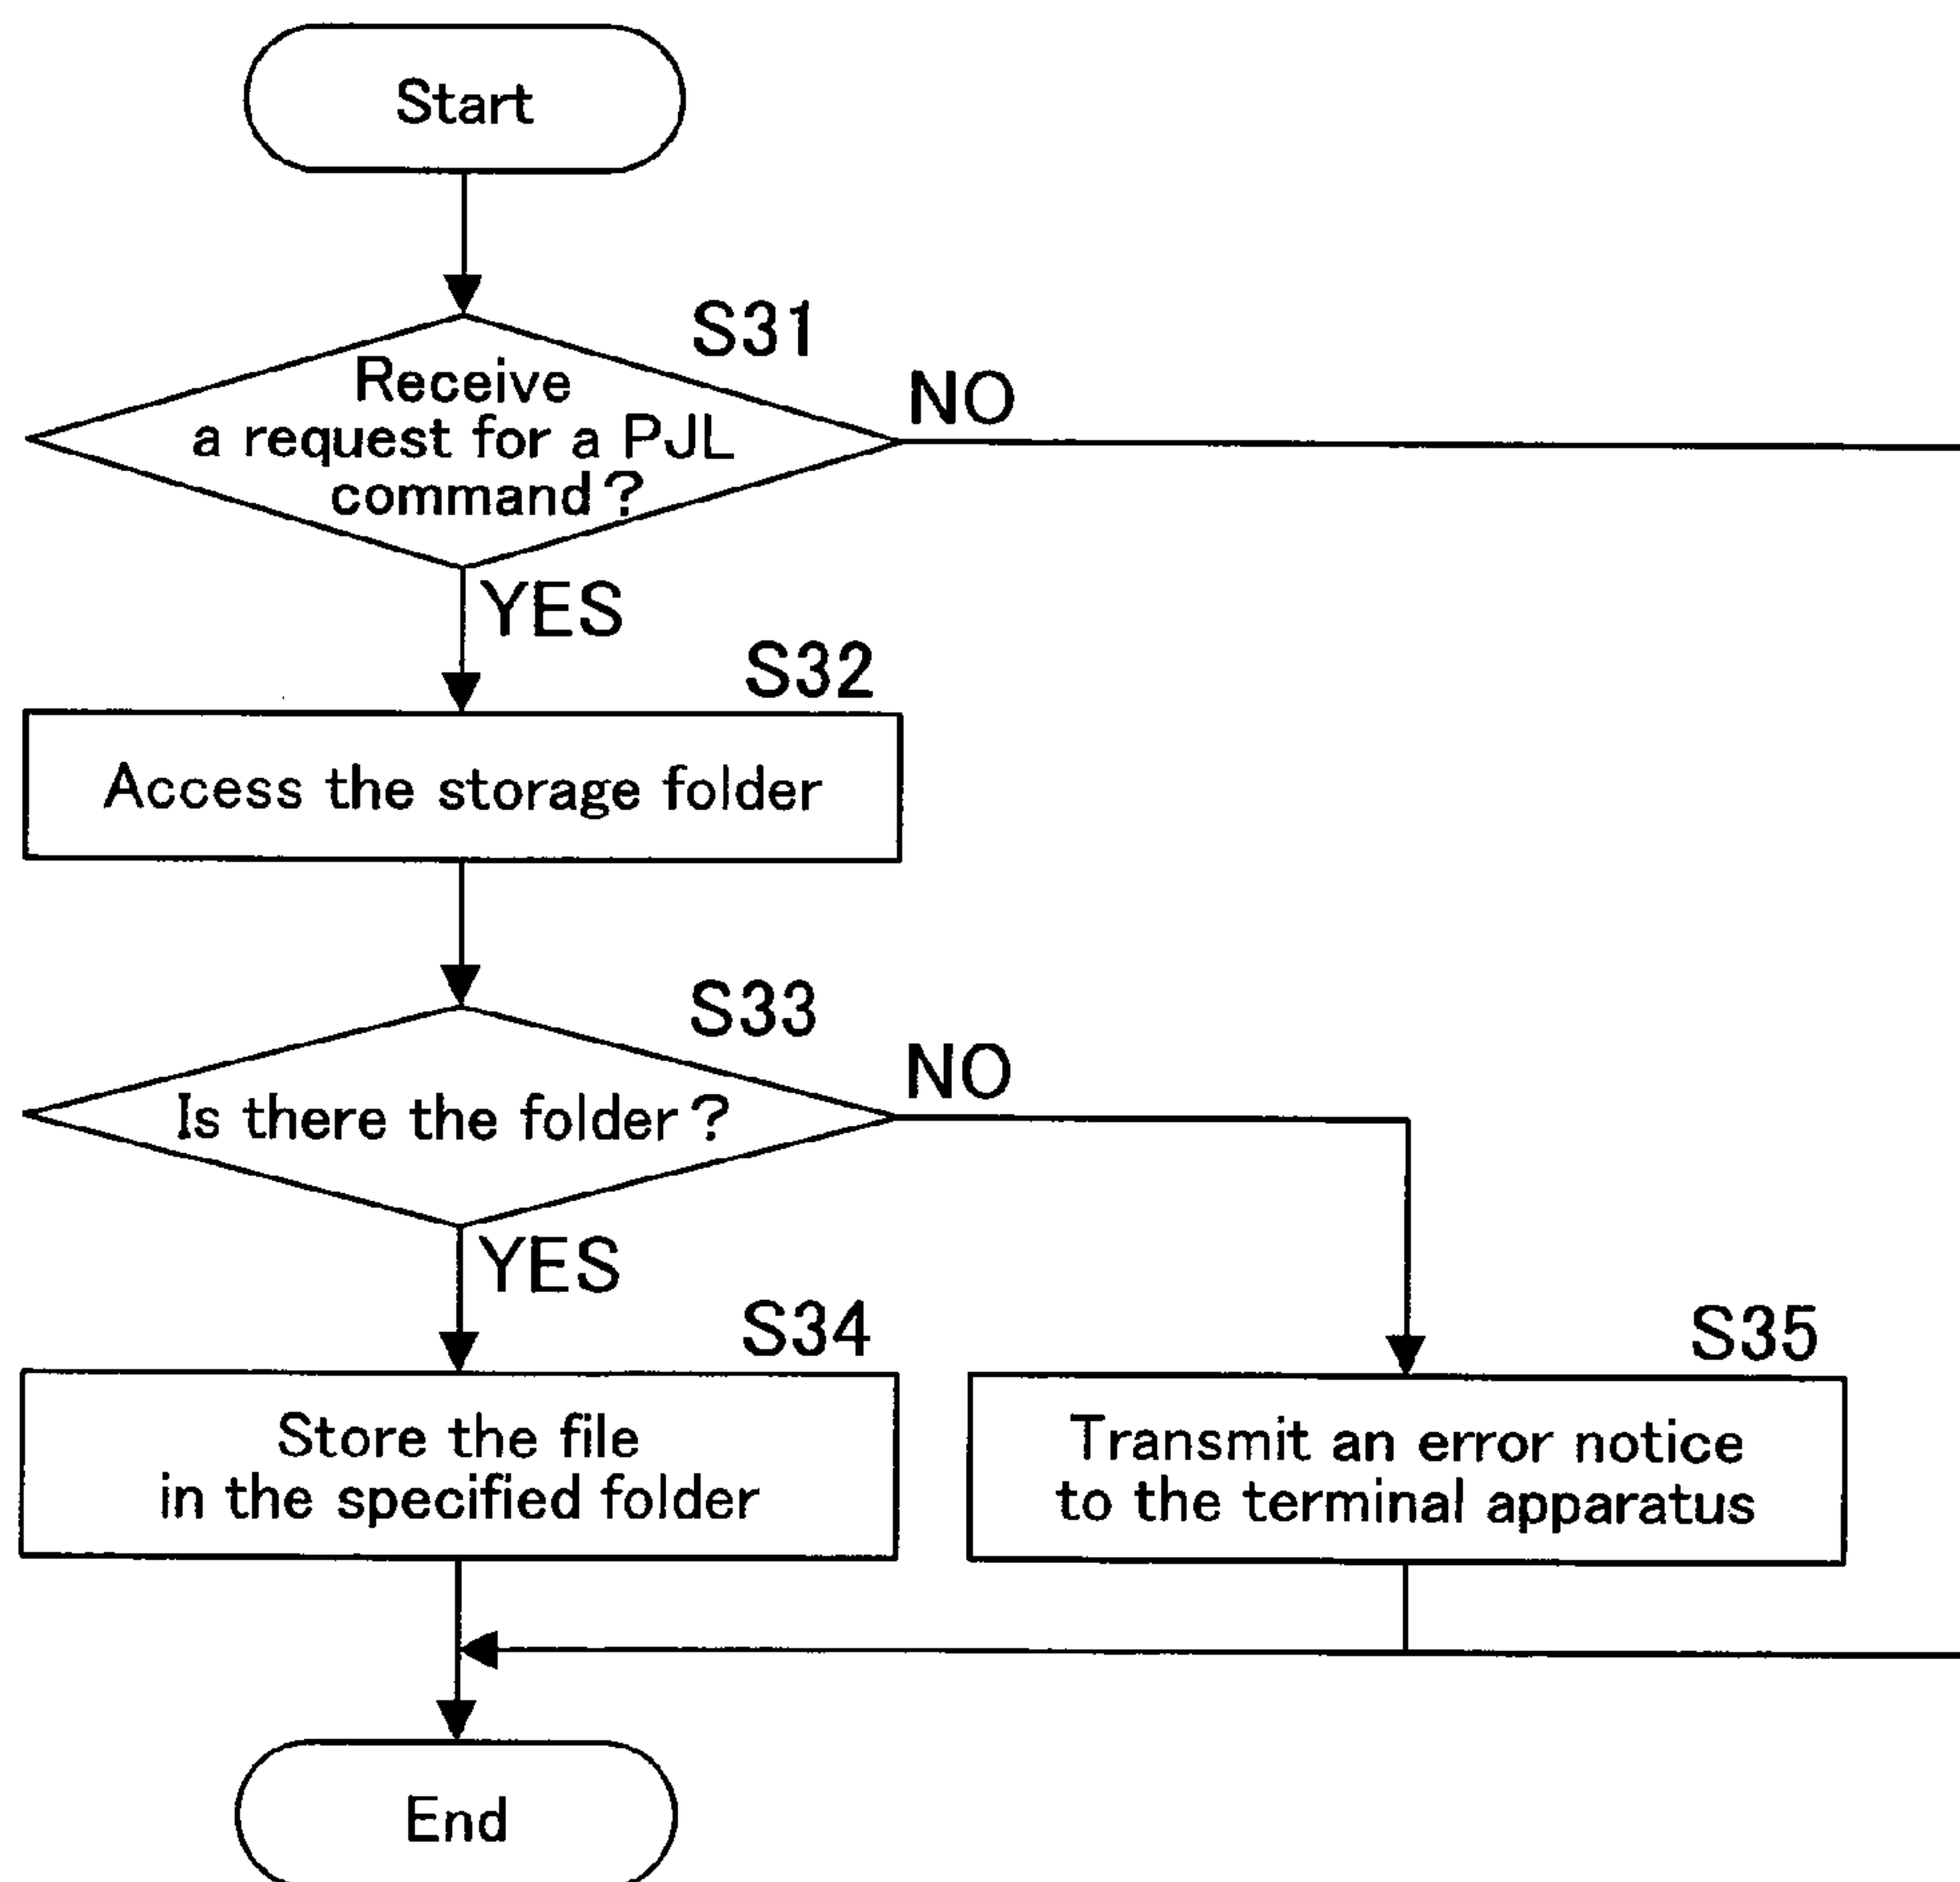 Start
S31
Receive
a request for a PJL
command?
NO
YES
S32
Access the storage folder
S33
Is there the folder?
NO
YES
S34
Store the file
in the specified folder
S35
Transmit an error notice
to the terminal apparatus
End